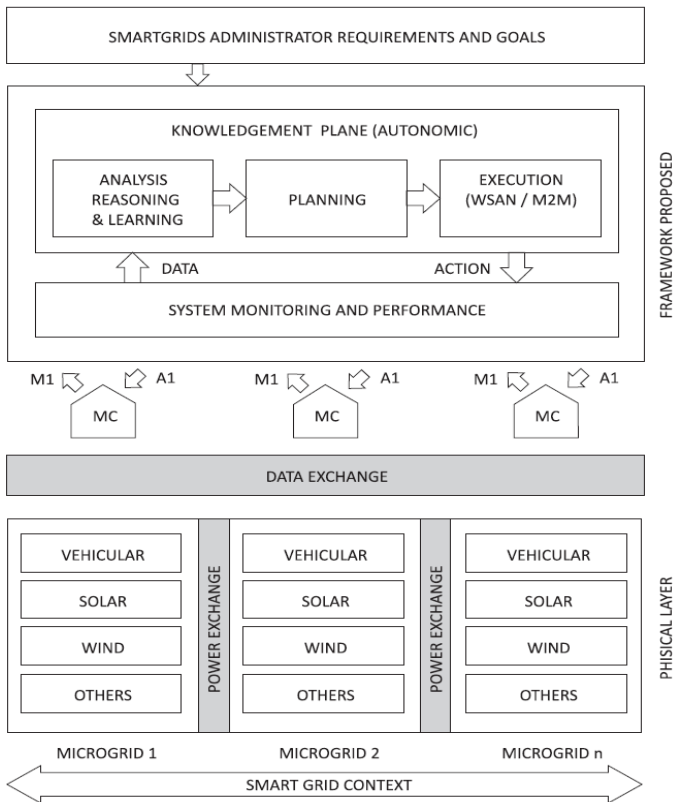 SMARTGRIDS ADMINISTRATOR REQUIREMENTS AND GOALS
KNOWLEDGEMENT PLANE (AUTONOMIC)
ANALYSIS
REASONING
& LEARNING
PLANNING
EXECUTION
(WSAN / M2M)
DATA
ACTION
SYSTEM MONITORING AND PERFORMANCE
FRAMEWORK PROPOSED
M1
A1
M1
A1
M1
A1
MC
MC
MC
DATA EXCHANGE
VEHICULAR
SOLAR
WIND
OTHERS
POWER EXCHANGE
VEHICULAR
SOLAR
WIND
OTHERS
POWER EXCHANGE
VEHICULAR
SOLAR
WIND
OTHERS
PHISICAL LAYER
MICROGRID 1
MICROGRID 2
MICROGRID n
SMART GRID CONTEXT